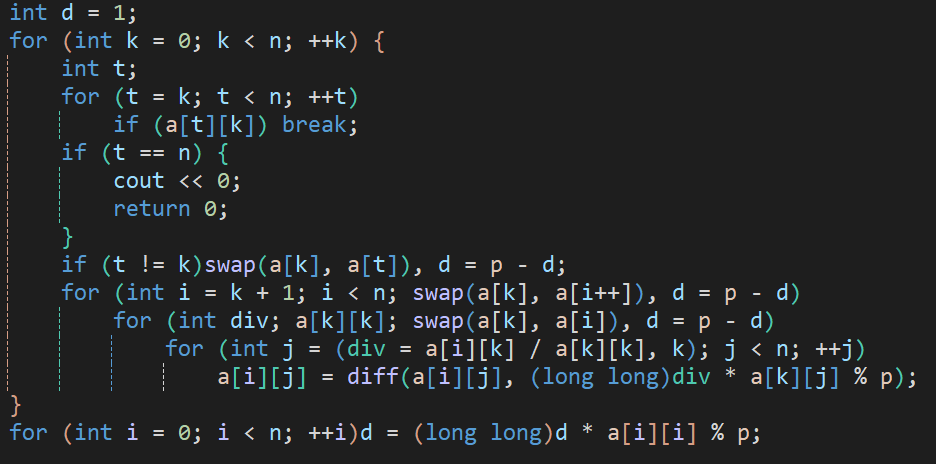 int d = 1;
for (int k = 0; k < n; ++k) {
    int t;
    for (t = k; t < n; ++t)
        if (a[t][k]) break;
    if (t == n) {
        cout << 0;
        return 0;
    }
    if (t != k)swap(a[k], a[t]), d = p - d;
    for (int i = k + 1; i < n; swap(a[k], a[i++]), d = p - d)
        for (int div; a[k][k]; swap(a[k], a[i]), d = p - d)
            for (int j = (div = a[i][k] / a[k][k], k); j < n; ++j)
                a[i][j] = diff(a[i][j], (long long)div * a[k][j] % p);
}
for (int i = 0; i < n; ++i)d = (long long)d * a[i][i] % p;